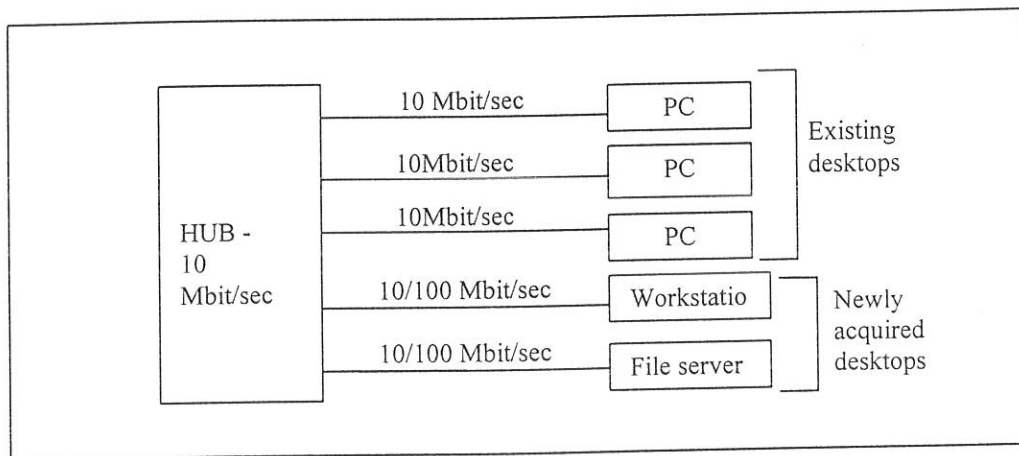 10 Mbit/sec
PC
10Mbit/sec
PC
Existing
desktops
10Mbit/sec
PC
HUB -
10
Mbit/sec
10/100 Mbit/sec
Workstatio
10/100 Mbit/sec
File server
Newly
acquired
desktops